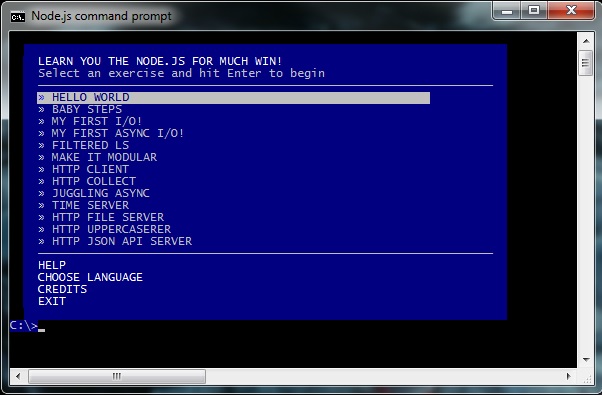 Node.js command prompt
LEARN YOU THE NODE.JS FOR MUCH WIN!
Select an exercise and hit Enter to begin
» HELLO WORLD
» BABY STEPS
» MY FIRST I/O!
» MY FIRST ASYNC I/O!
» FILTERED LS
» MAKE IT MODULAR
» HTTP CLIENT
» HTTP COLLECT
» JUGGLING ASYNC
» TIME SERVER
» HTTP FILE SERVER
» HTTP UPPERCASERER
» HTTP JSON API SERVER
HELP
CHOOSE LANGUAGE
CREDITS
EXIT
C:\>